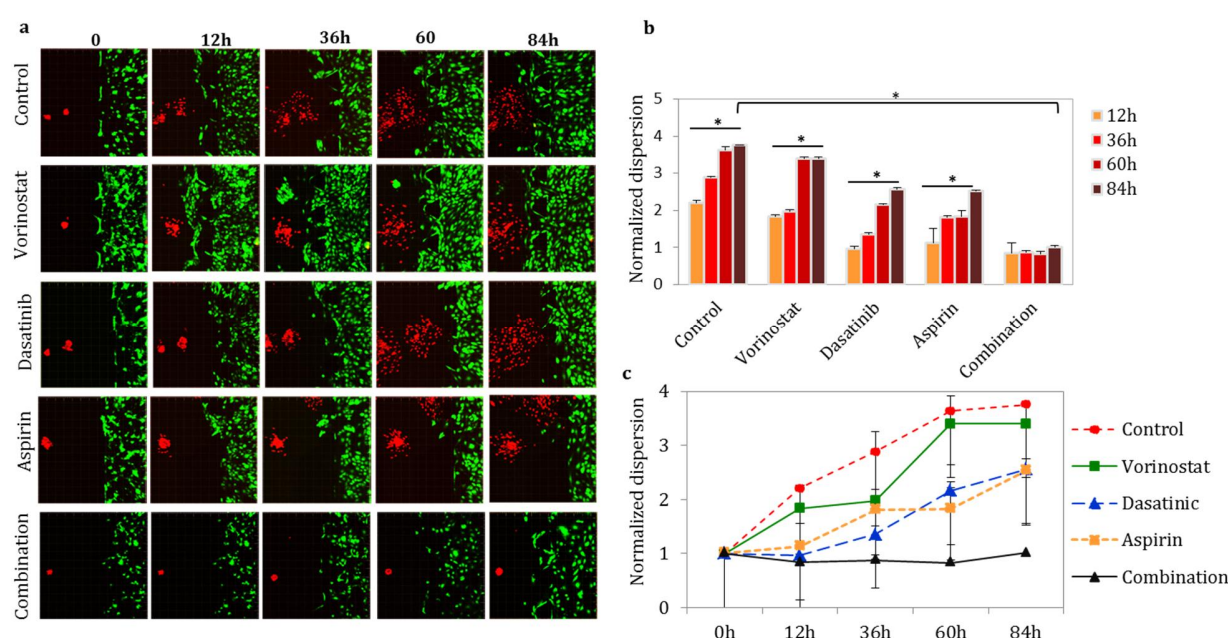 a
0 12h 36h 60 84h
Control
Vorinostat
Dasatinib
Aspirin
Combination
b
Normalized dispersion
5
4
3
2
1
0
* * * * *
Control Vorinostat Dasatinib Aspirin Combination
12h
36h
60h
84h
c
Normalized dispersion
4
3
2
1
0
0h 12h 36h 60h 84h
Control
Vorinostat
Dasatinic
Aspirin
Combination